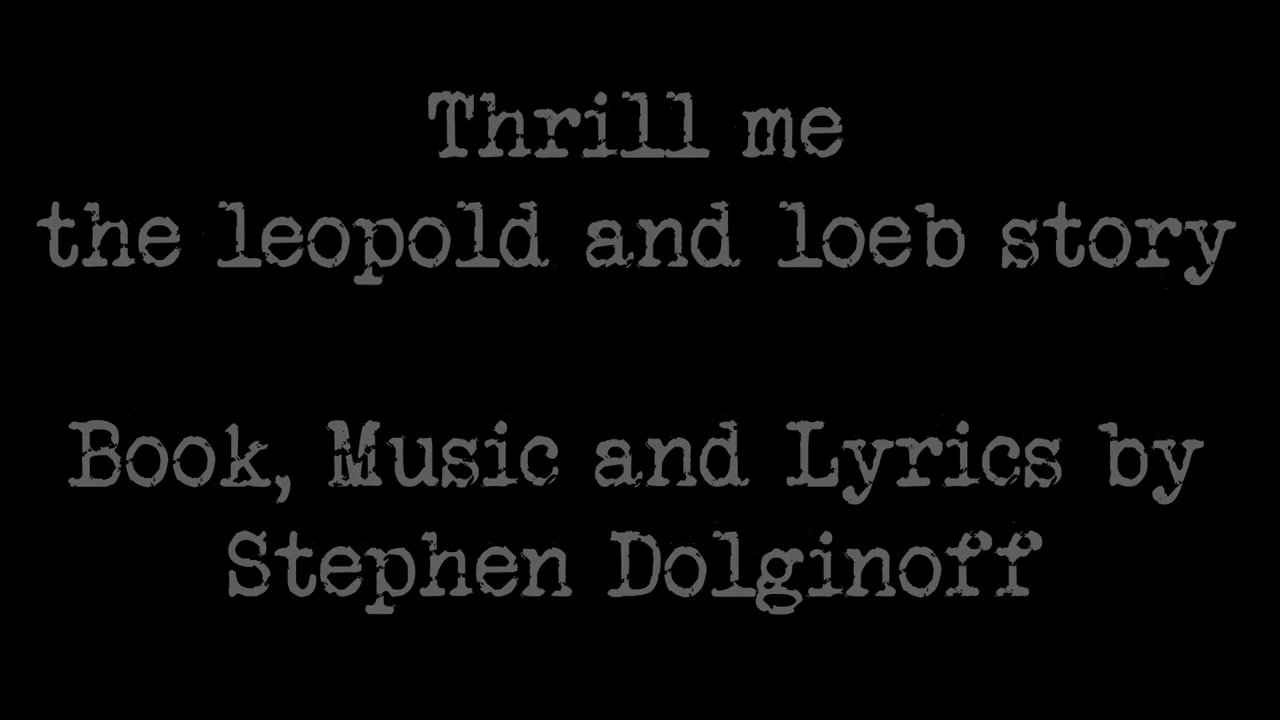 Thrill me
the leopold and loeb story
Book, Music and Lyrics by
Stephen Dolginoff